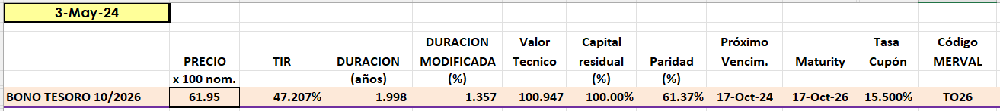 3-May-24
DURACION Valor Capital Próximo Tasa Código
PRECIO TIR DURACION MODIFICADA Tecnico residual Paridad Vencim. Maturity Cupón MERVAL
x 100 nom. (años) (%) (%) (%)
BONO TESORO 10/2026 61.95 47.207% 1.998 1.357 100.947 100.00% 61.37% 17-Oct-24 17-Oct-26 15.500% TO26